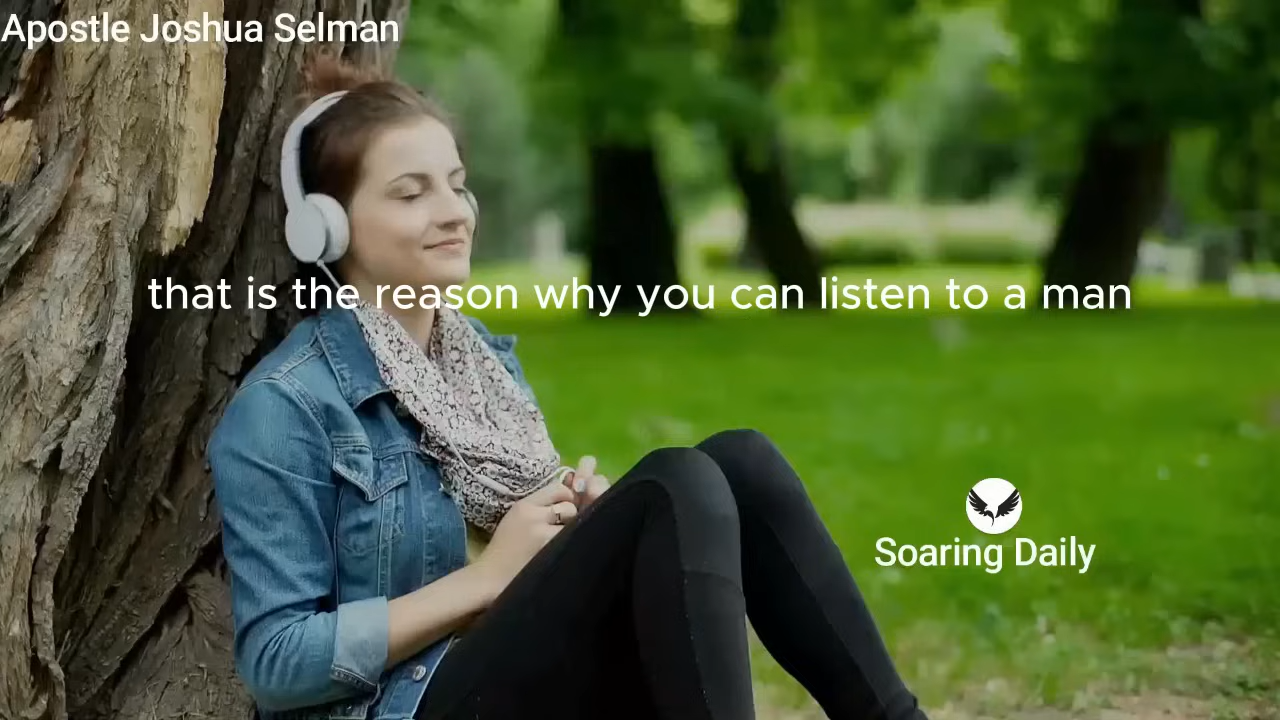 Apostle Joshua Selman
that is the reason why you can listen to a man
Soaring Daily